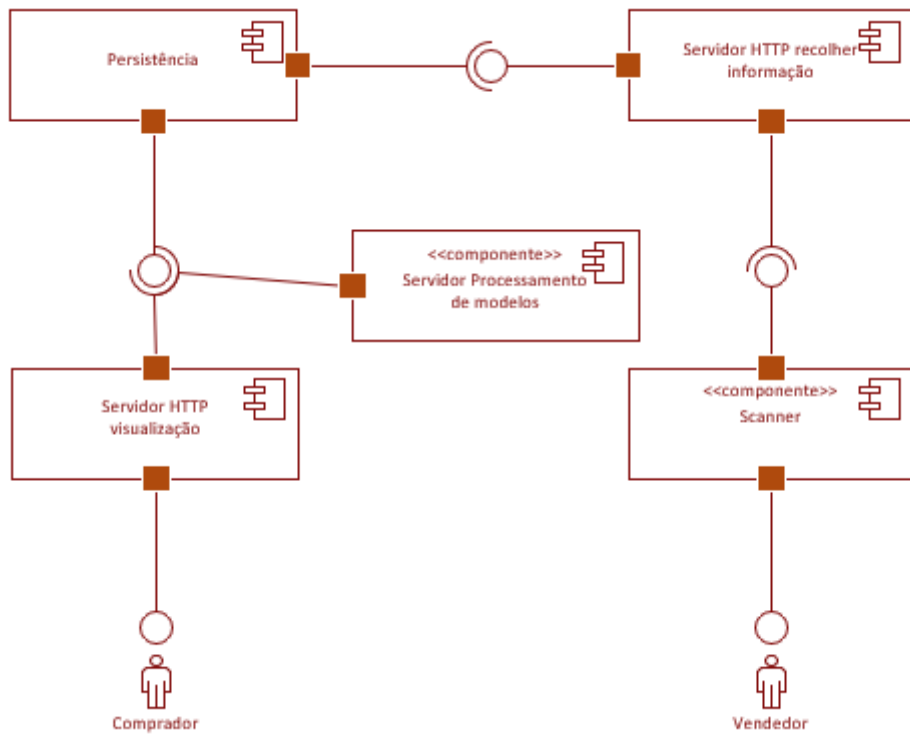 Persistência
Servidor HTTP recolher
informação
<<componente>>
Servidor Processamento
de modelos
Servidor HTTP
visualização
<<componente>>
Scanner
Comprador
Vendedor